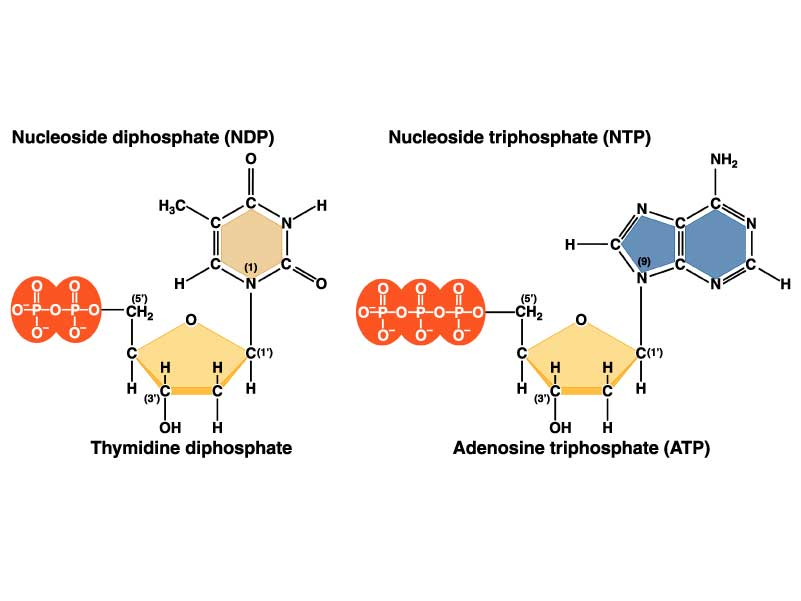 Nucleoside diphosphate (NDP)
Nucleoside triphosphate (NTP)
O
C
H₃C
C
N
H
C
(1)
C
H
N
O
O
O
O⁻
P
O
P
O
O⁻
O⁻
(5')
CH₂
O
C
C
(1')
H
H
H
H
(3')
C
C
OH
H
Thymidine diphosphate
NH₂
N
C
C
N
H
C
(9)
C
C
H
N
N
O
O
O
O⁻
P
O
P
O
P
O
O⁻
O⁻
O⁻
(5')
CH₂
O
C
C
(1')
H
H
H
H
(3')
C
C
OH
H
Adenosine triphosphate (ATP)